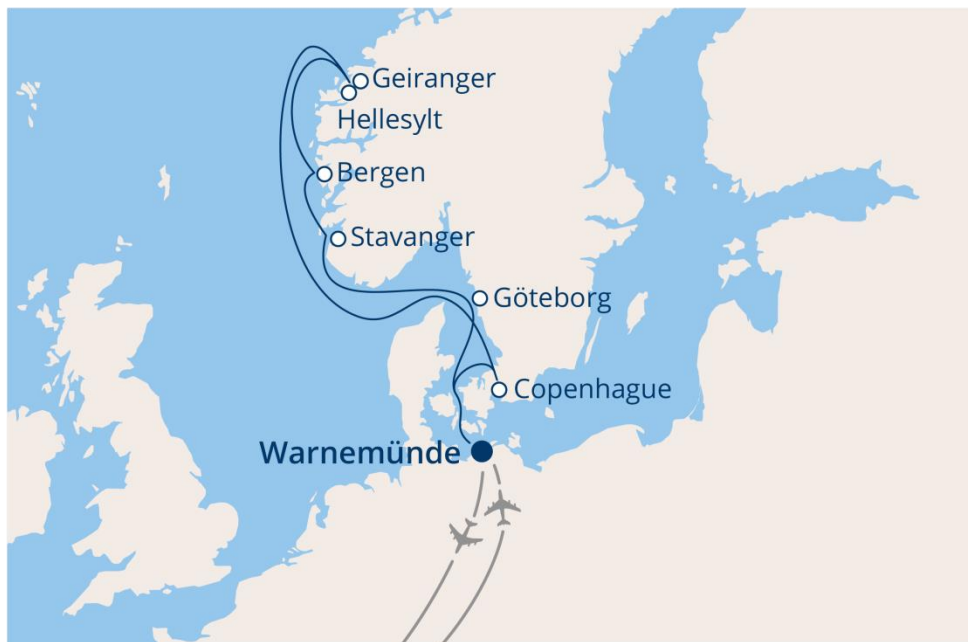 Geiranger
Hellesylt
Bergen
Stavanger
Göteborg
Copenhague
Warnemünde